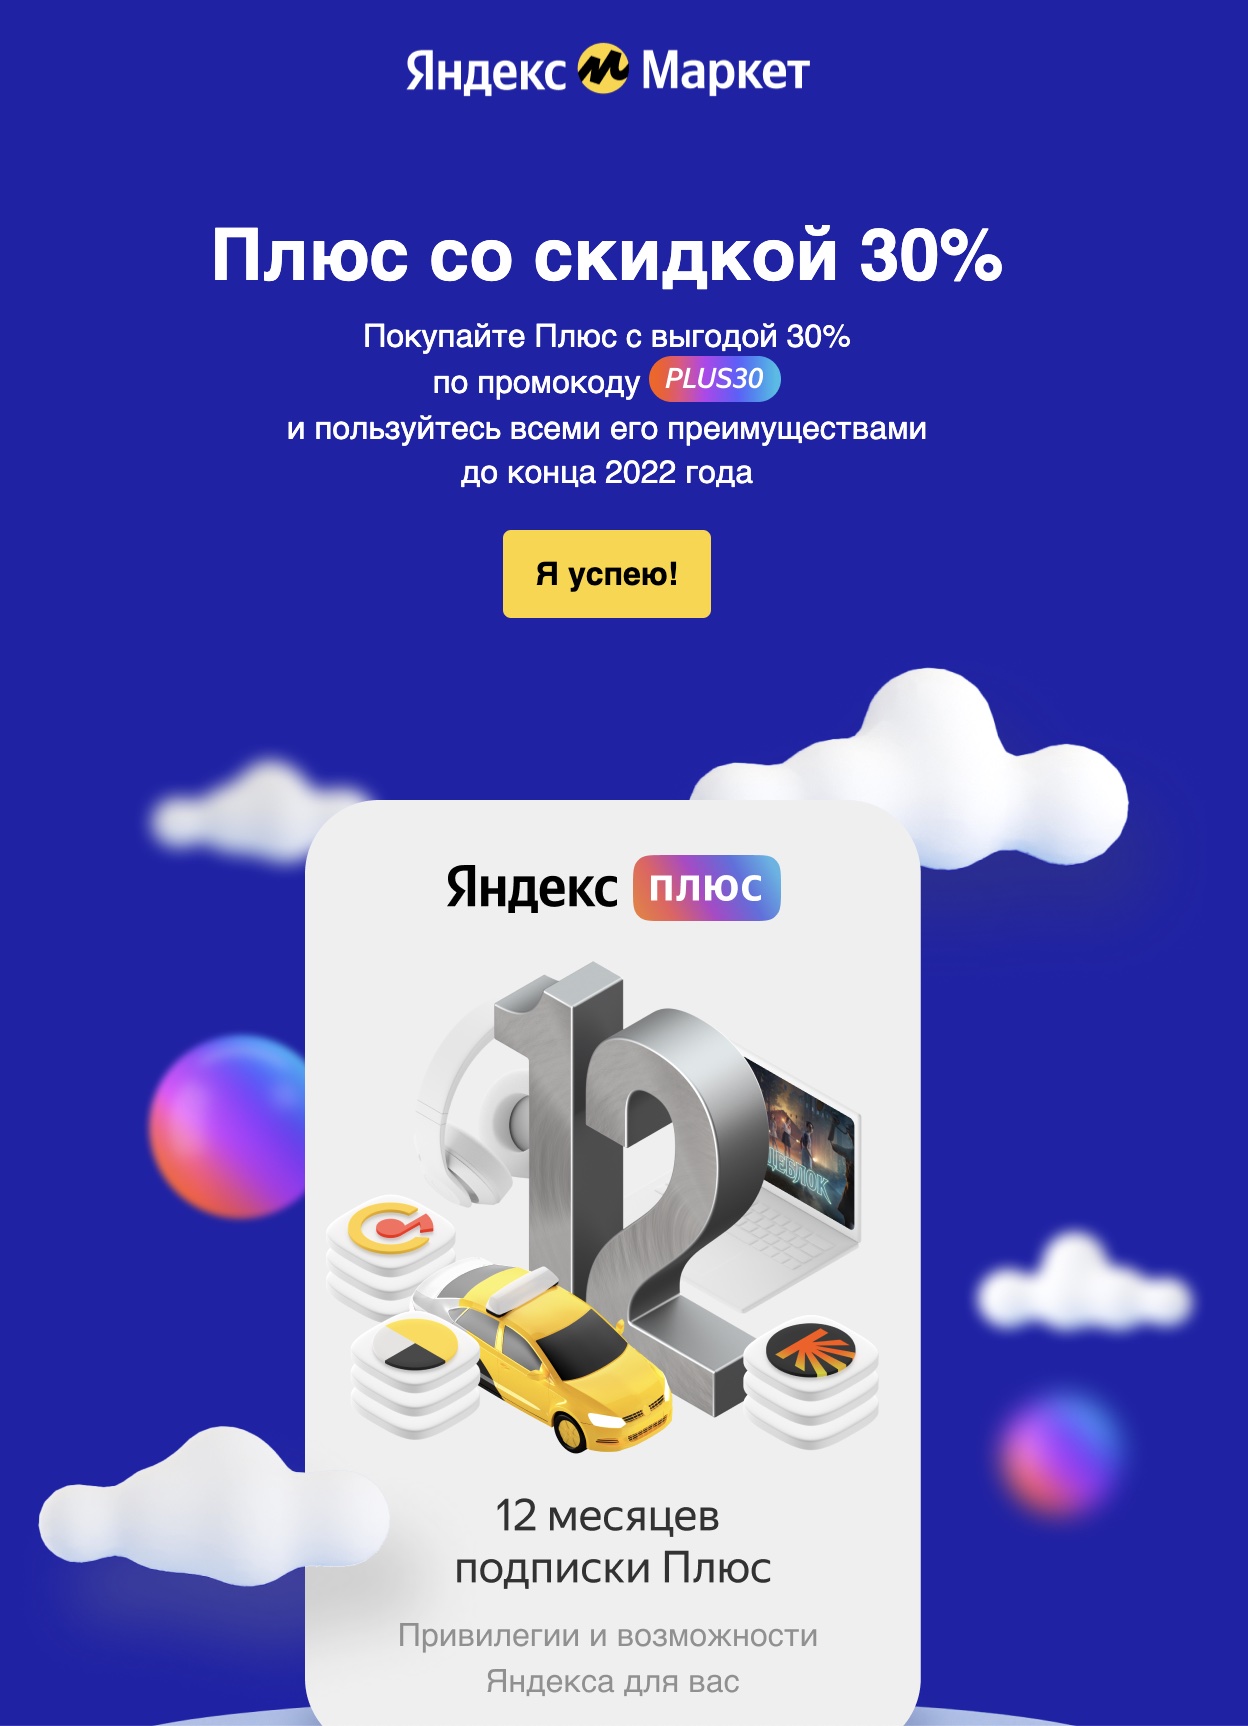 Яндекс Маркет
Плюс со скидкой 30%
Покупайте Плюс с выгодой 30%
по промокоду PLUS30
и пользуйтесь всеми его преимуществами
до конца 2022 года
Я успею!
Яндекс плюс
12
12 месяцев
подписки Плюс
Привилегии и возможности
Яндекса для вас